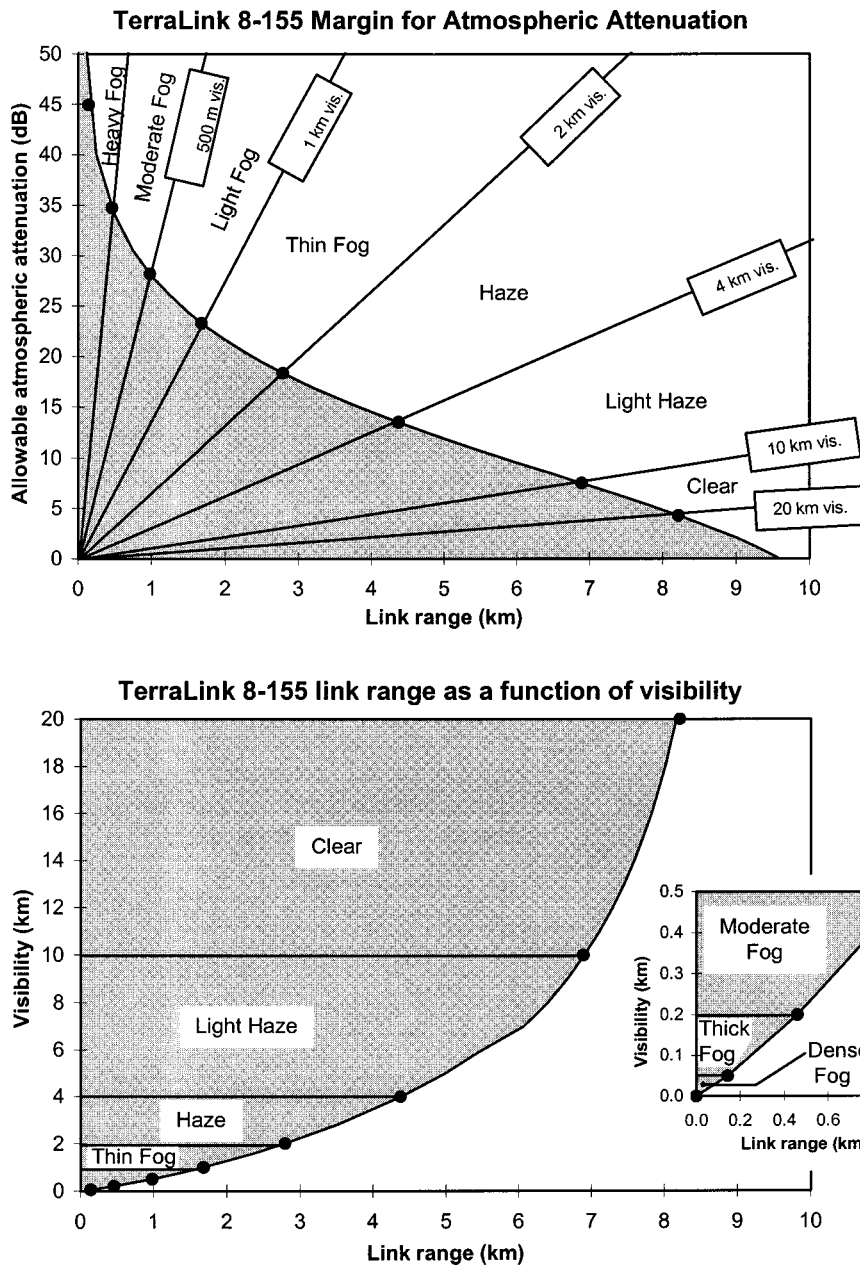 TerraLink 8-155 Margin for Atmospheric Attenuation
50
45
40
35
30
25
20
15
10
5
0
Allowable atmospheric attenuation (dB)
Heavy Fog
Moderate Fog
500 m vis.
Light Fog
1 km vis.
Thin Fog
2 km vis.
Haze
4 km vis.
Light Haze
10 km vis.
Clear
20 km vis.
0 1 2 3 4 5 6 7 8 9 10
Link range (km)
TerraLink 8-155 link range as a function of visibility
20
18
16
14
12
10
8
6
4
2
0
Visibility (km)
Clear
Light Haze
Haze
Thin Fog
0.5
0.4
0.3
0.2
0.1
0.0
Visibility (km)
Moderate
Fog
Thick
Fog
Dense
Fog
0.0 0.2 0.4 0.6
Link range (km
0 1 2 3 4 5 6 7 8 9 10
Link range (km)